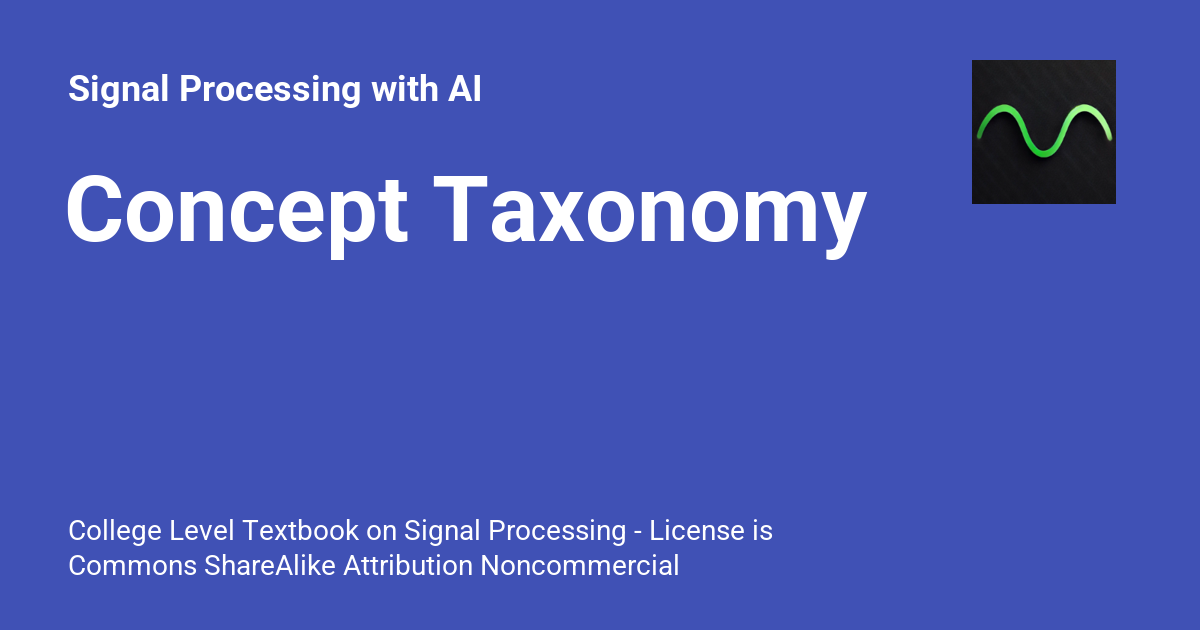 Signal Processing with AI
Concept Taxonomy
College Level Textbook on Signal Processing - License is
Commons ShareAlike Attribution Noncommercial